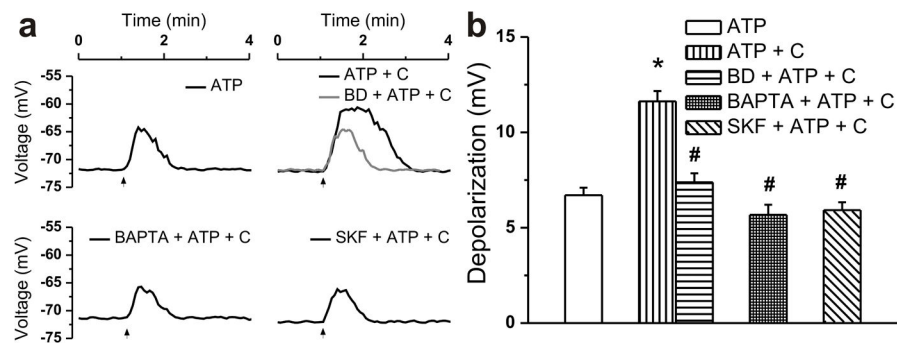 a
Time (min)
Time (min)
0 2 4
0 2 4
Voltage (mV)
-55
-60
-65
-70
-75
ATP
ATP + C
BD + ATP + C
Voltage (mV)
-55
-60
-65
-70
-75
BAPTA + ATP + C
SKF + ATP + C
b
Depolarization (mV)
15
10
5
0
ATP
ATP + C
BD + ATP + C
BAPTA + ATP + C
SKF + ATP + C
*
#
#
#